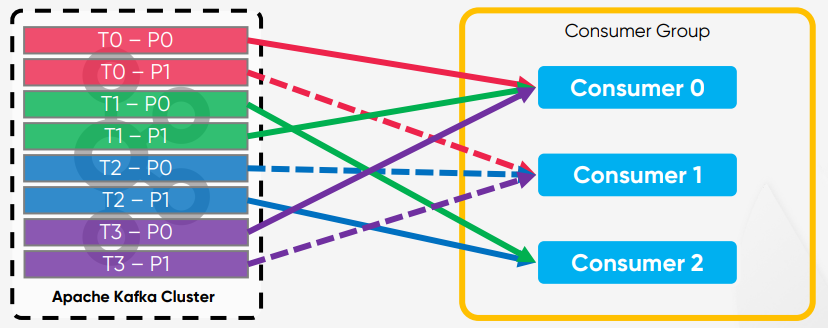 T0 – P0
T0 – P1
T1 – P0
T1 – P1
T2 – P0
T2 – P1
T3 – P0
T3 – P1
Apache Kafka Cluster
Consumer Group
Consumer 0
Consumer 1
Consumer 2